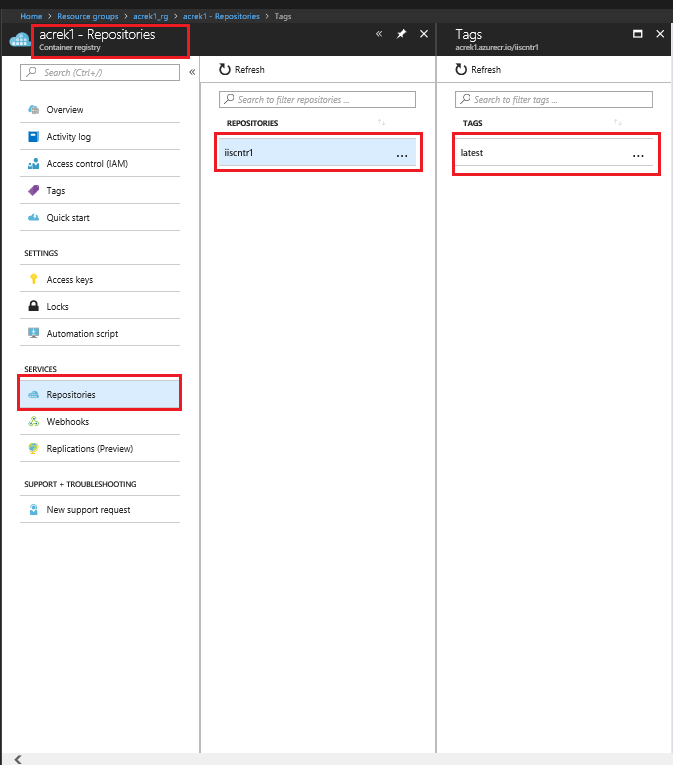 Home > Resource groups > acrek1_rg > acrek1 - Repositories > Tags
acrek1 - Repositories
Container registry
Search (Ctrl+/)
Overview
Activity log
Access control (IAM)
Tags
Quick start
SETTINGS
Access keys
Locks
Automation script
SERVICES
Repositories
Webhooks
Replications (Preview)
SUPPORT + TROUBLESHOOTING
New support request
Refresh
Search to filter repositories ...
REPOSITORIES
iiscntr1 ...
Tags
acrek1.azurecr.io/iiscntr1
Refresh
Search to filter tags ...
TAGS
latest ...